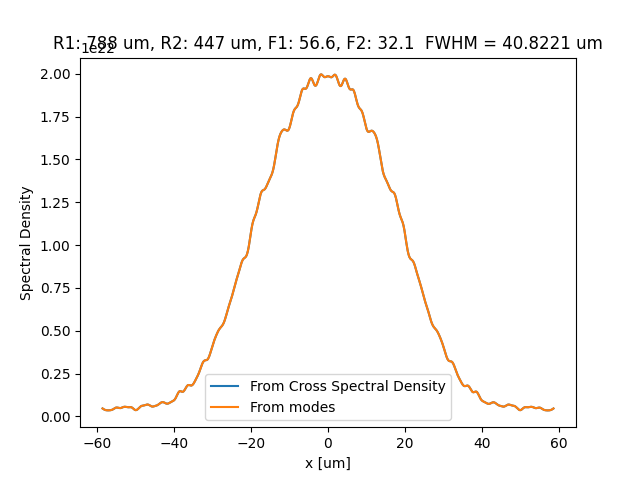 R1: 788 um, R2: 447 um, F1: 56.6, F2: 32.1  FWHM = 40.8221 um
1e22
2.00
1.75
1.50
1.25
1.00
0.75
0.50
0.25
0.00
Spectral Density
From Cross Spectral Density
From modes
−60 −40 −20 0 20 40 60
x [um]